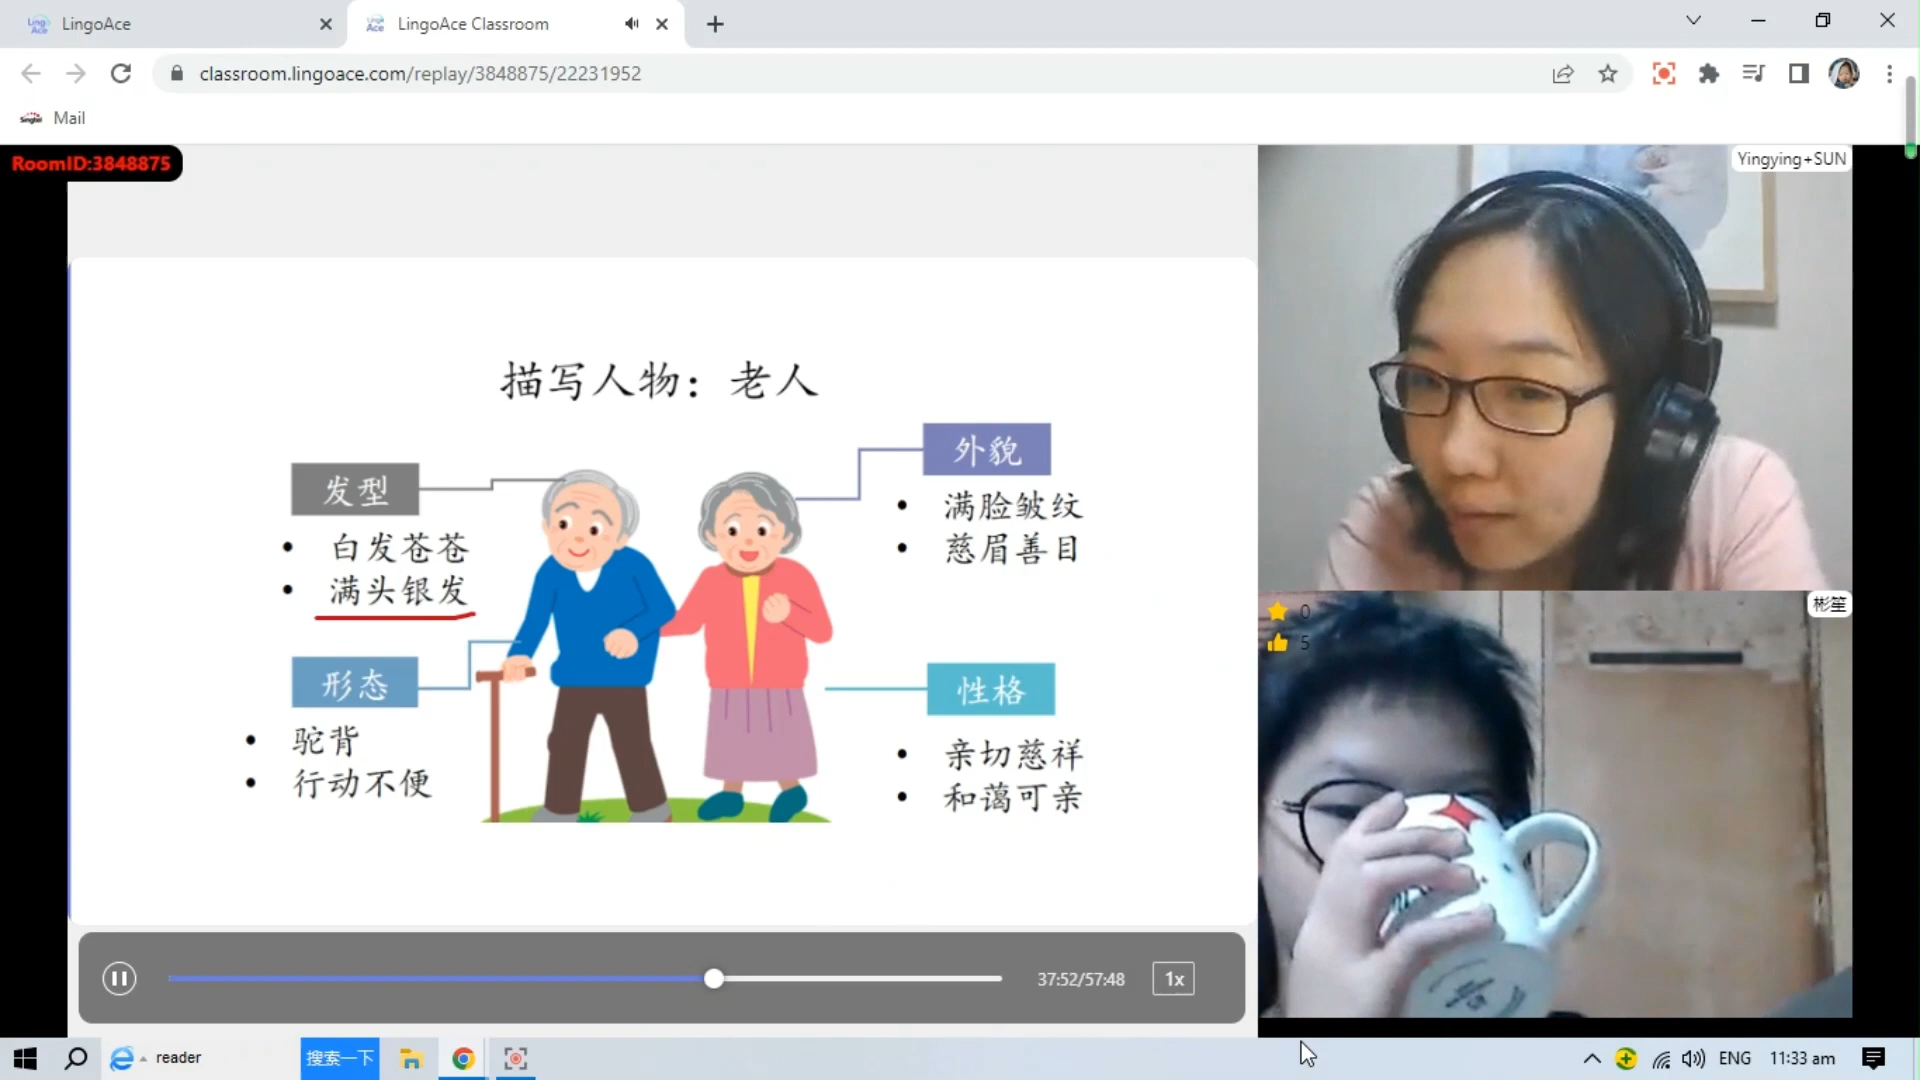 LingoAce
LingoAce Classroom
classroom.lingoace.com/replay/3848875/22231952
Singtel Mail
RoomID:3848875
Yingying+SUN
描写人物：老人
发型
白发苍苍
满头银发
外貌
满脸皱纹
慈眉善目
形态
驼背
行动不便
性格
亲切慈祥
和蔼可亲
彬笙
0
5
37:52/57:48
1x
reader
搜索一下
ENG
11:33 am